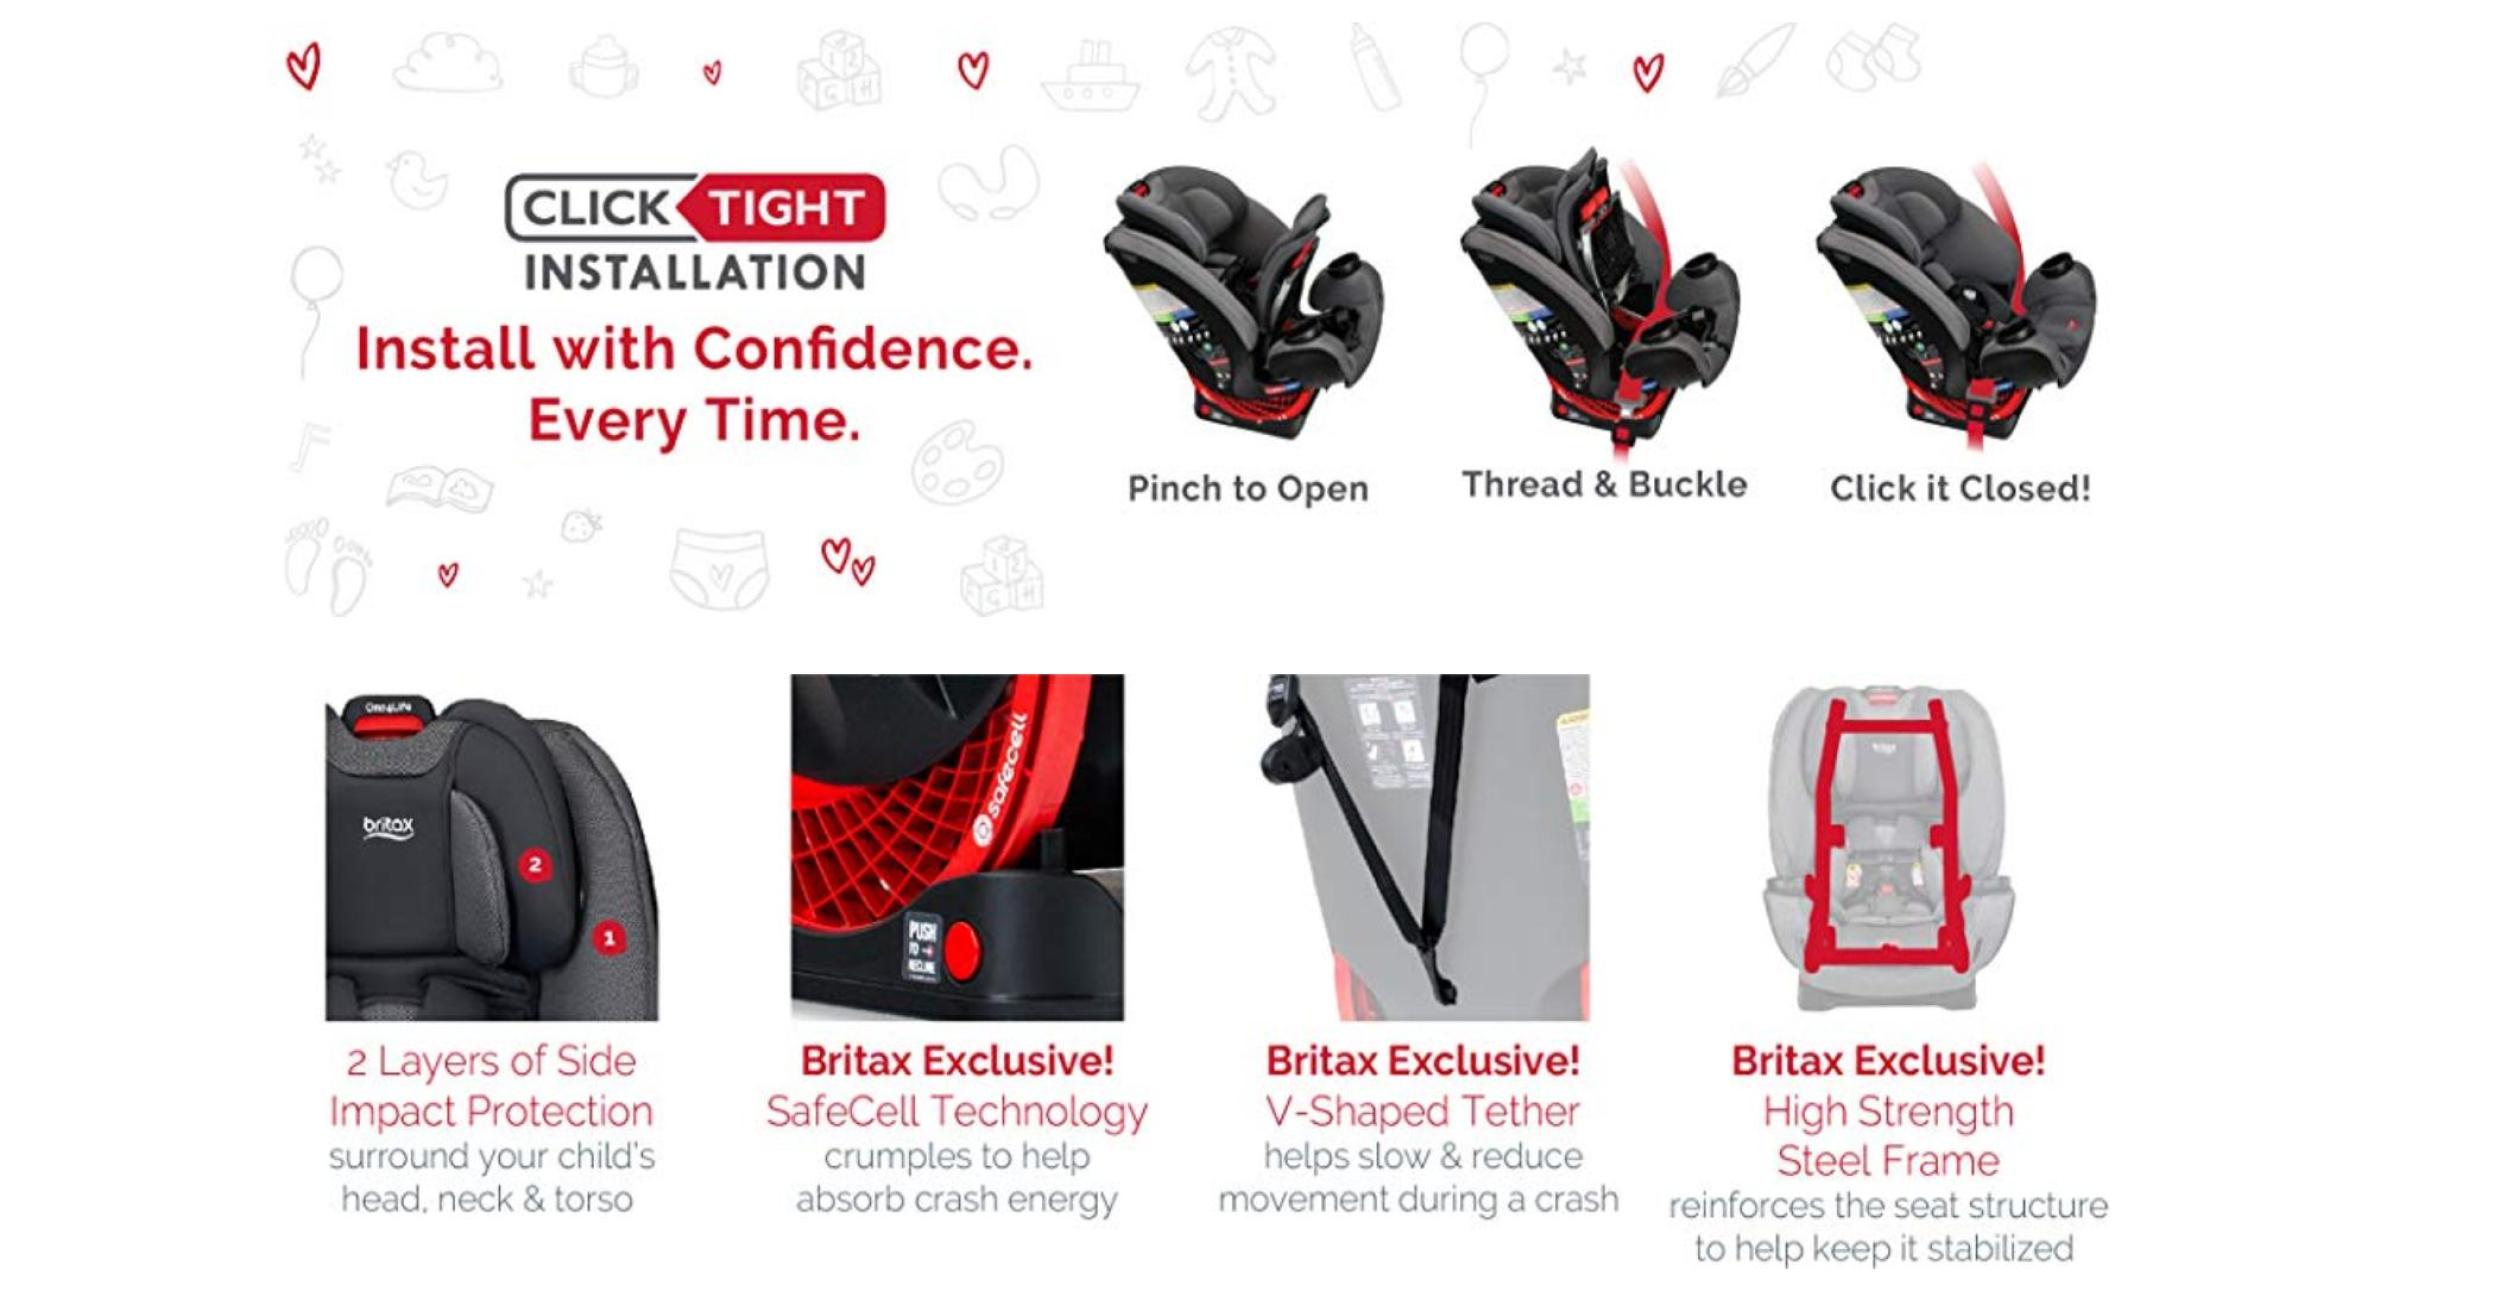 CLICK TIGHT
INSTALLATION
Install with Confidence.
Every Time.
Pinch to Open
Thread & Buckle
Click it Closed!
One4Life
britax
2
1
safecell
PUSH
TO
RECLINE
britax
2 Layers of Side
Impact Protection
surround your child's
head, neck & torso
Britax Exclusive!
SafeCell Technology
crumples to help
absorb crash energy
Britax Exclusive!
V-Shaped Tether
helps slow & reduce
movement during a crash
Britax Exclusive!
High Strength
Steel Frame
reinforces the seat structure
to help keep it stabilized